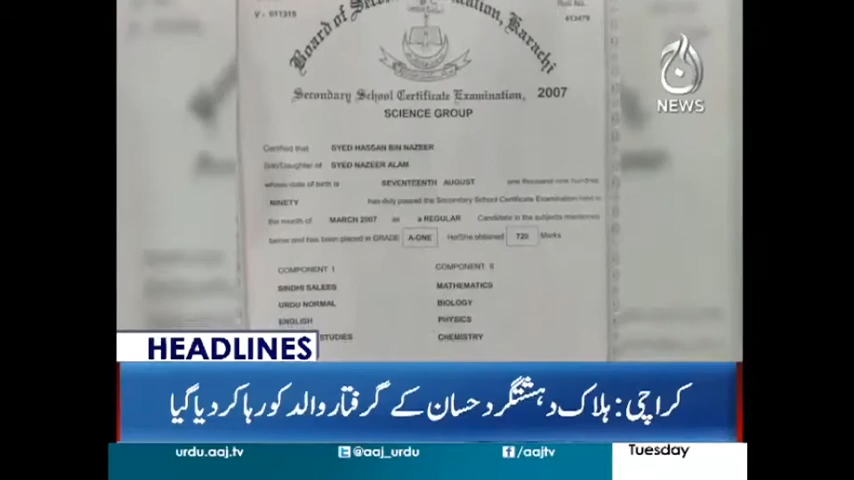 V - 011315
Roll No.
413479
Board of Secondary Education, Karachi
Secondary School Certificate Examination, 2007
SCIENCE GROUP
NEWS
Certified that SYED HASSAN BIN NAZEER
Son/Daughter of SYED NAZEER ALAM
whose date of birth is SEVENTEENTH AUGUST one thousand nine hundred
NINETY has duly passed the Secondary School Certificate Examination held in
the month of MARCH 2007 as a REGULAR Candidate in the subjects mentioned
below and has been placed in GRADE A-ONE He/She obtained 720 Marks
COMPONENT I COMPONENT II
SINDHI SALEES MATHEMATICS
URDU NORMAL BIOLOGY
ENGLISH PHYSICS
STUDIES CHEMISTRY
HEADLINES
کراچی: ہلاک دہشتگرد حسان کے گرفتار والد کو رہا کر دیا گیا
urdu.aaj.tv @aaj_urdu /aajtv Tuesday